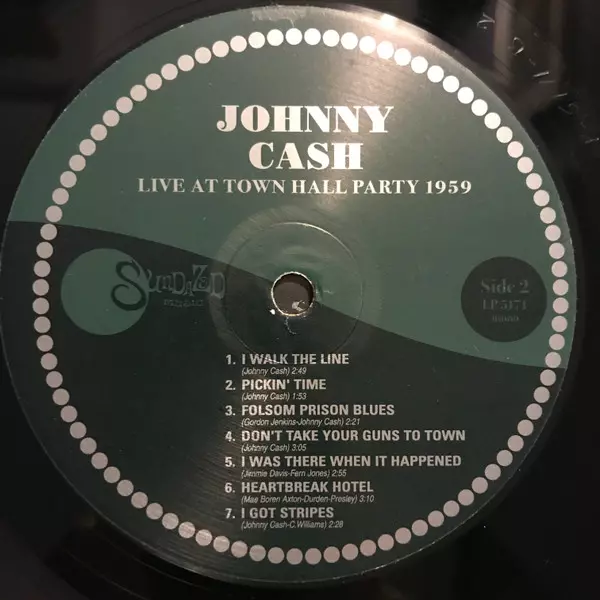 JOHNNY
CASH
LIVE AT TOWN HALL PARTY 1959
SUNDAZED
MUSIC
Side 2
LP 5171
1. I WALK THE LINE
(Johnny Cash) 2:49
2. PICKIN' TIME
(Johnny Cash) 1:53
3. FOLSOM PRISON BLUES
(Gordon Jenkins-Johnny Cash) 2:21
4. DON'T TAKE YOUR GUNS TO TOWN
(Johnny Cash) 3:05
5. I WAS THERE WHEN IT HAPPENED
(Jimmie Davis-Fern Jones) 2:55
6. HEARTBREAK HOTEL
(Mae Boren Axton-Durden-Presley) 3:10
7. I GOT STRIPES
(Johnny Cash-C.Williams) 2:28